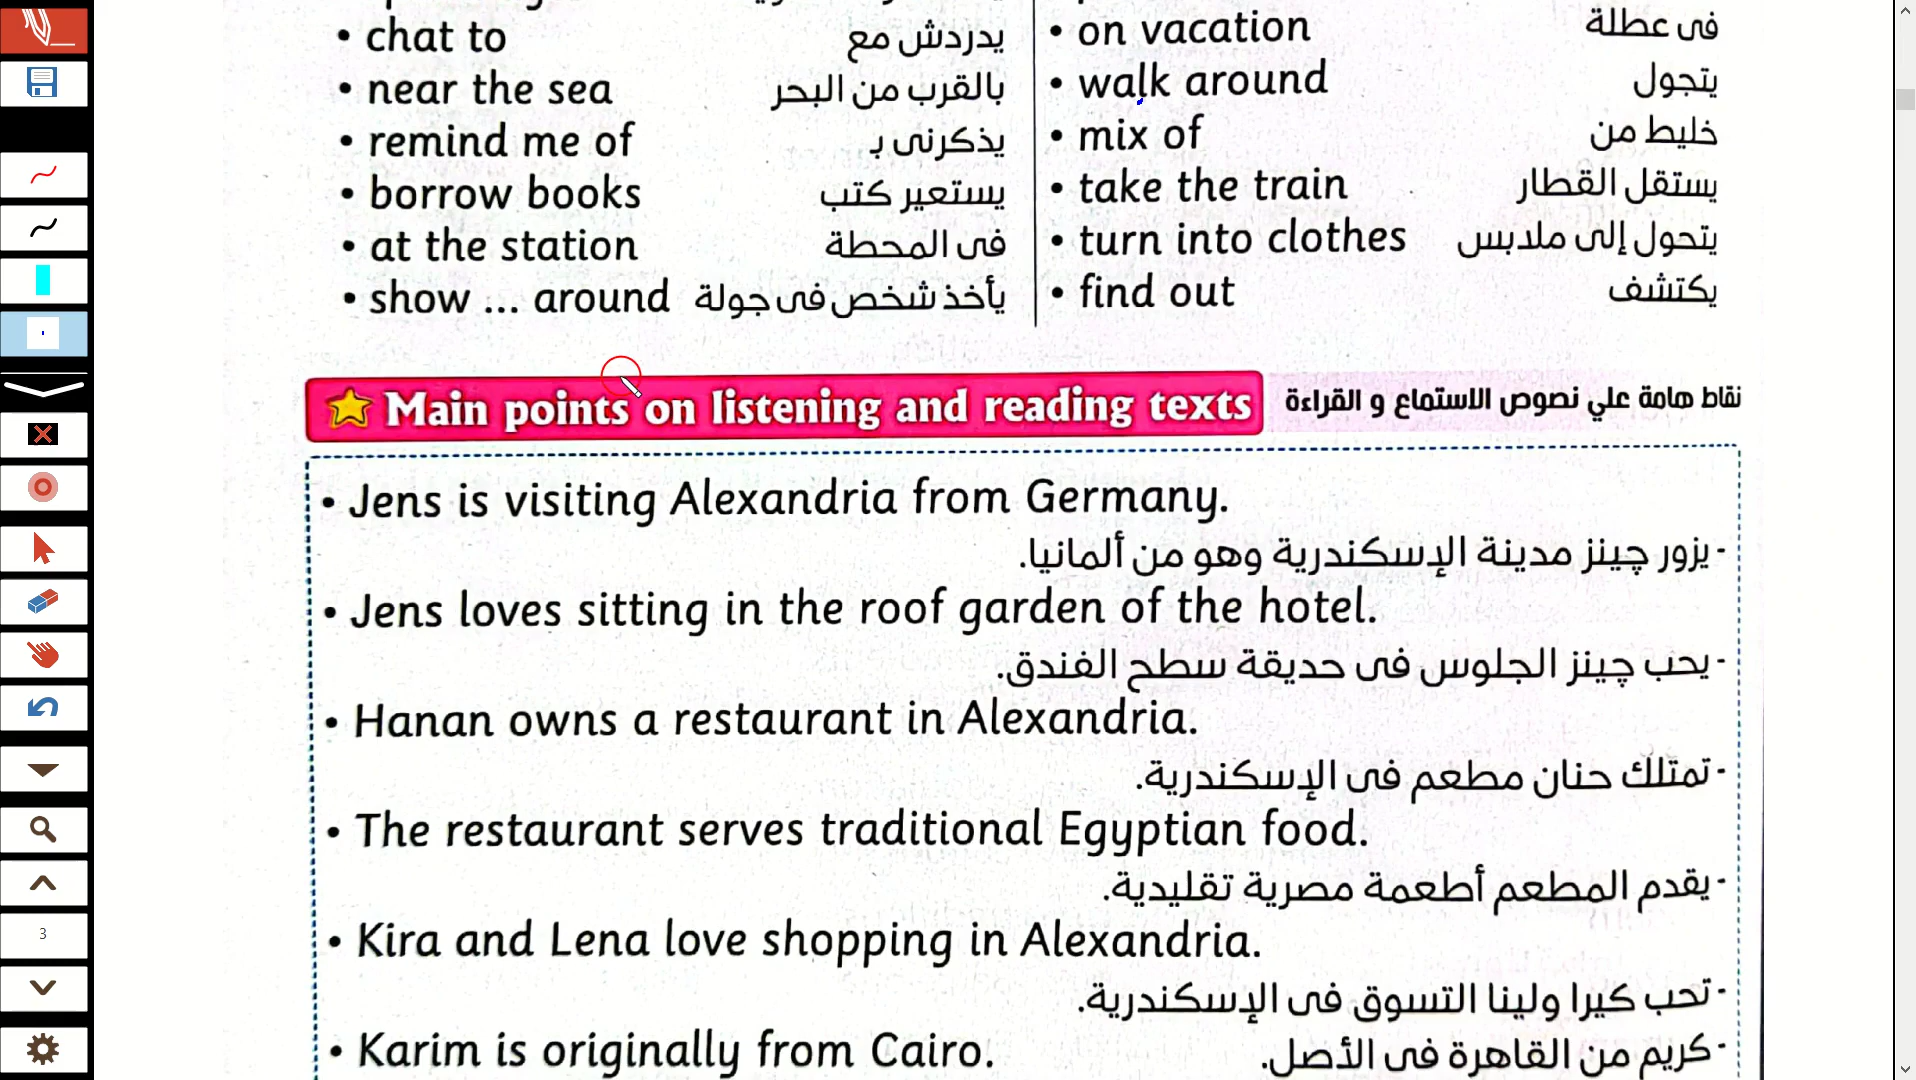 • chat to يدردش مع
• near the sea بالقرب من البحر
• remind me of يذكرنى بـ
• borrow books يستعير كتب
• at the station فى المحطة
• show ... around يأخذ شخص فى جولة
• on vacation فى عطلة
• walk around يتجول
• mix of خليط من
• take the train يستقل القطار
• turn into clothes يتحول إلى ملابس
• find out يكتشف
Main points on listening and reading texts نقاط هامة علي نصوص الاستماع و القراءة
• Jens is visiting Alexandria from Germany.
- يزور چينز مدينة الإسكندرية وهو من ألمانيا.
• Jens loves sitting in the roof garden of the hotel.
- يحب چينز الجلوس فى حديقة سطح الفندق.
• Hanan owns a restaurant in Alexandria.
- تمتلك حنان مطعم فى الإسكندرية.
• The restaurant serves traditional Egyptian food.
- يقدم المطعم أطعمة مصرية تقليدية.
• Kira and Lena love shopping in Alexandria.
- تحب كيرا ولينا التسوق فى الإسكندرية.
• Karim is originally from Cairo.
- كريم من القاهرة فى الأصل.
3